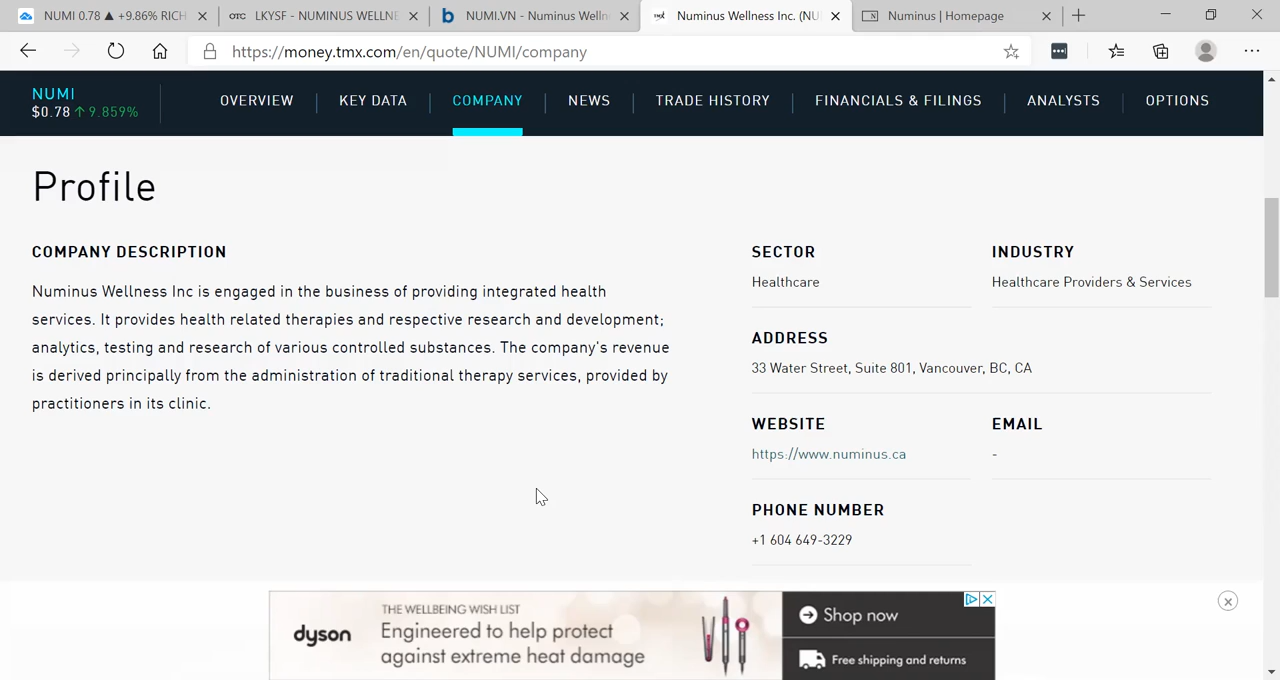 NUMI 0.78 ▲ +9.86% RICH
OTC LKYSF - NUMINUS WELLNE
b NUMI.VN - Numinus Wellne
TMX Numinus Wellness Inc. (NU
N Numinus | Homepage
https://money.tmx.com/en/quote/NUMI/company
NUMI
$0.78 ↑ 9.859%
OVERVIEW
KEY DATA
COMPANY
NEWS
TRADE HISTORY
FINANCIALS & FILINGS
ANALYSTS
OPTIONS
Profile
COMPANY DESCRIPTION
Numinus Wellness Inc is engaged in the business of providing integrated health
services. It provides health related therapies and respective research and development;
analytics, testing and research of various controlled substances. The company's revenue
is derived principally from the administration of traditional therapy services, provided by
practitioners in its clinic.
SECTOR
Healthcare
INDUSTRY
Healthcare Providers & Services
ADDRESS
33 Water Street, Suite 801, Vancouver, BC, CA
WEBSITE
https://www.numinus.ca
EMAIL
-
PHONE NUMBER
+1 604 649-3229
dyson
THE WELLBEING WISH LIST
Engineered to help protect
against extreme heat damage
Shop now
Free shipping and returns